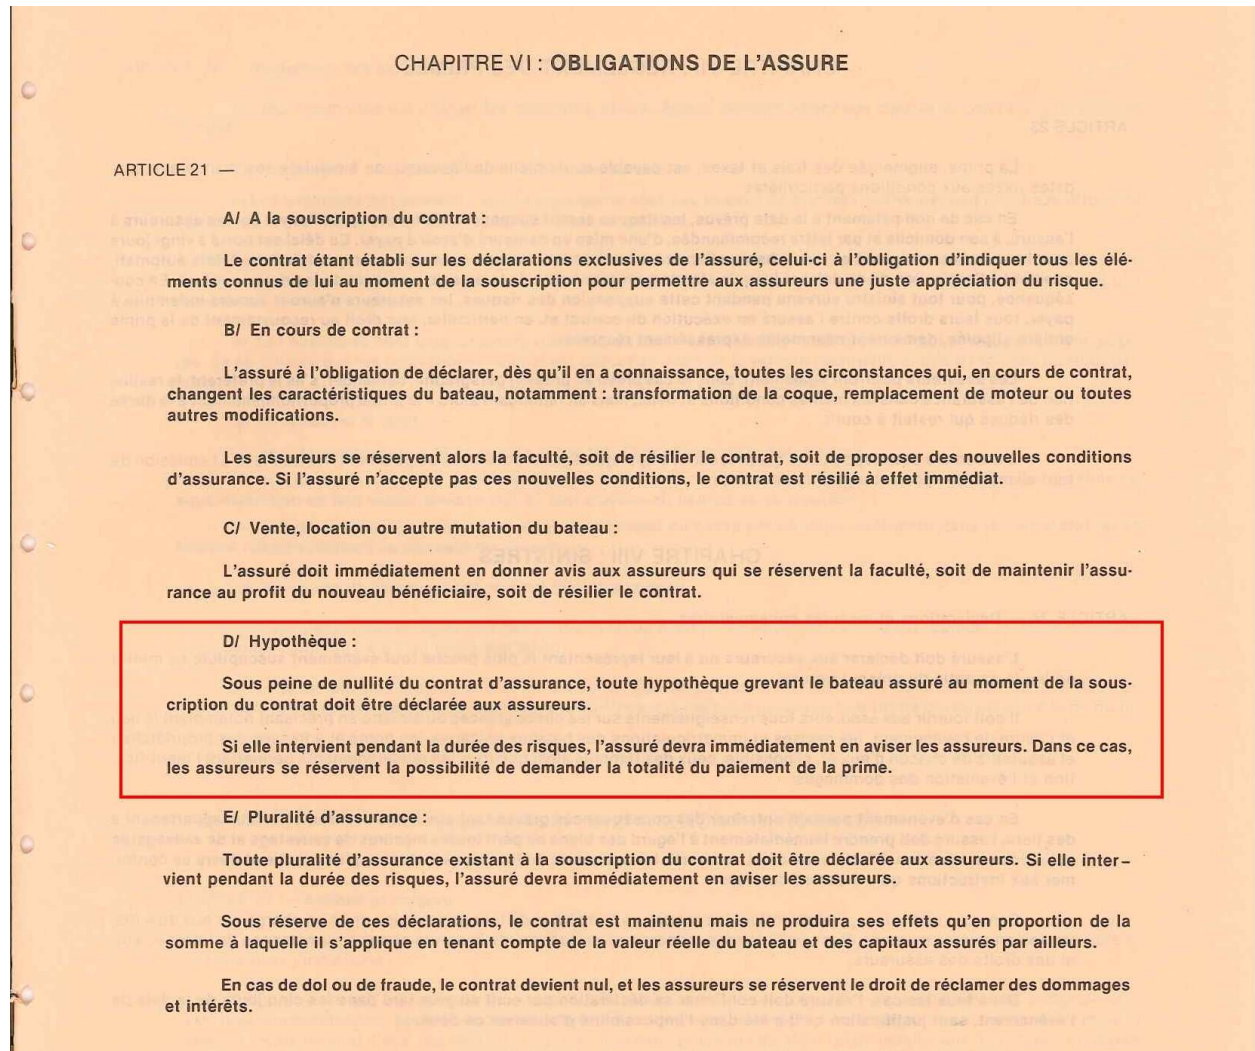 CHAPITRE VI : OBLIGATIONS DE L'ASSURE
ARTICLE 21 —
A/ A la souscription du contrat :
Le contrat étant établi sur les déclarations exclusives de l'assuré, celui-ci à l'obligation d'indiquer tous les élé-
ments connus de lui au moment de la souscription pour permettre aux assureurs une juste appréciation du risque.
B/ En cours de contrat :
L'assuré à l'obligation de déclarer, dès qu'il en a connaissance, toutes les circonstances qui, en cours de contrat,
changent les caractéristiques du bateau, notamment : transformation de la coque, remplacement de moteur ou toutes
autres modifications.
Les assureurs se réservent alors la faculté, soit de résilier le contrat, soit de proposer des nouvelles conditions
d'assurance. Si l'assuré n'accepte pas ces nouvelles conditions, le contrat est résilié à effet immédiat.
C/ Vente, location ou autre mutation du bateau :
L'assuré doit immédiatement en donner avis aux assureurs qui se réservent la faculté, soit de maintenir l'assu-
rance au profit du nouveau bénéficiaire, soit de résilier le contrat.
D/ Hypothèque :
Sous peine de nullité du contrat d'assurance, toute hypothèque grevant le bateau assuré au moment de la sous-
cription du contrat doit être déclarée aux assureurs.
Si elle intervient pendant la durée des risques, l'assuré devra immédiatement en aviser les assureurs. Dans ce cas,
les assureurs se réservent la possibilité de demander la totalité du paiement de la prime.
E/ Pluralité d'assurance :
Toute pluralité d'assurance existant à la souscription du contrat doit être déclarée aux assureurs. Si elle inter-
vient pendant la durée des risques, l'assuré devra immédiatement en aviser les assureurs.
Sous réserve de ces déclarations, le contrat est maintenu mais ne produira ses effets qu'en proportion de la
somme à laquelle il s'applique en tenant compte de la valeur réelle du bateau et des capitaux assurés par ailleurs.
En cas de dol ou de fraude, le contrat devient nul, et les assureurs se réservent le droit de réclamer des dommages
et intérêts.